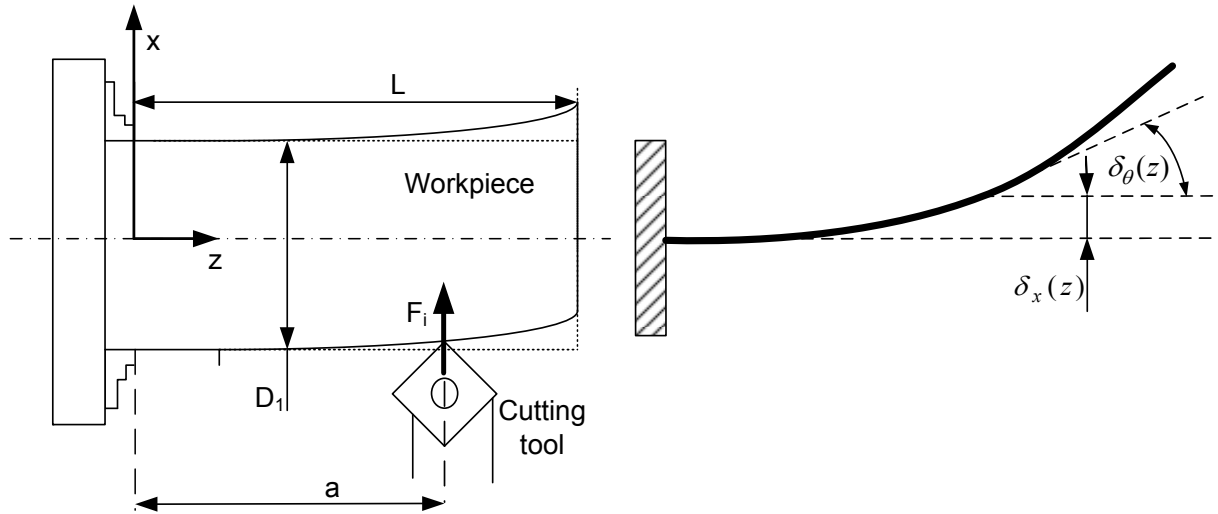 x
L
Workpiece
z
F_i
D_1
Cutting
tool
a
δ_θ(z)
δ_x(z)